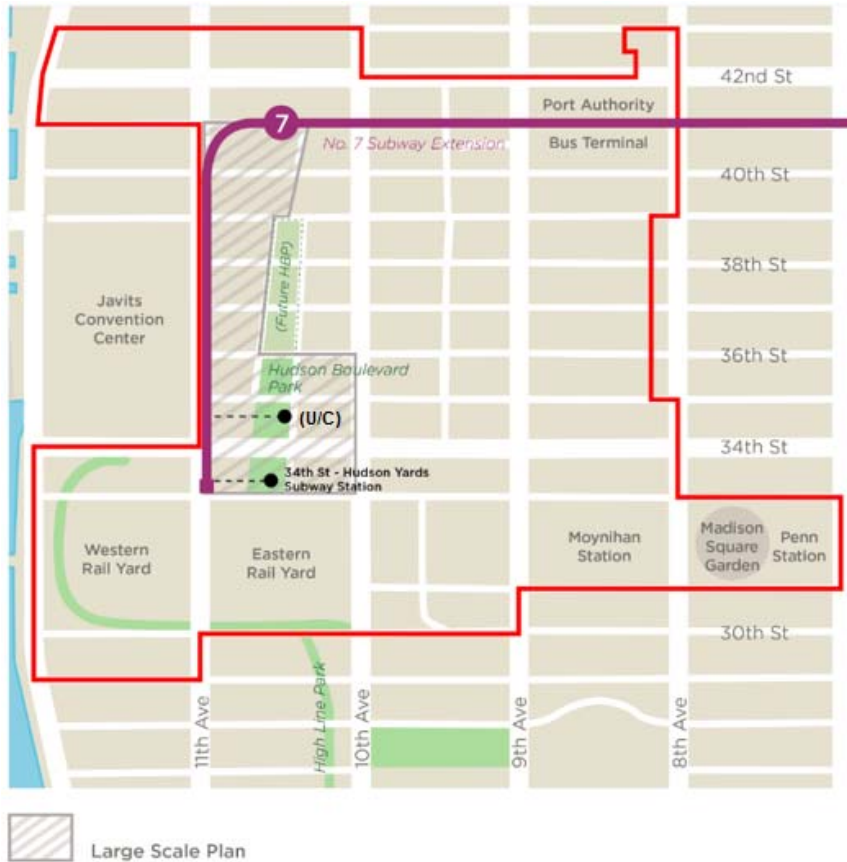 42nd St
Port Authority
7
No. 7 Subway Extension
Bus Terminal
40th St
(Future HBP)
38th St
Javits
Convention
Center
36th St
Hudson Boulevard
Park
(U/C)
34th St
34th St - Hudson Yards
Subway Station
Western
Rail Yard
Eastern
Rail Yard
Moynihan
Station
Madison
Square
Garden
Penn
Station
30th St
11th Ave
High Line Park
10th Ave
9th Ave
8th Ave
Large Scale Plan